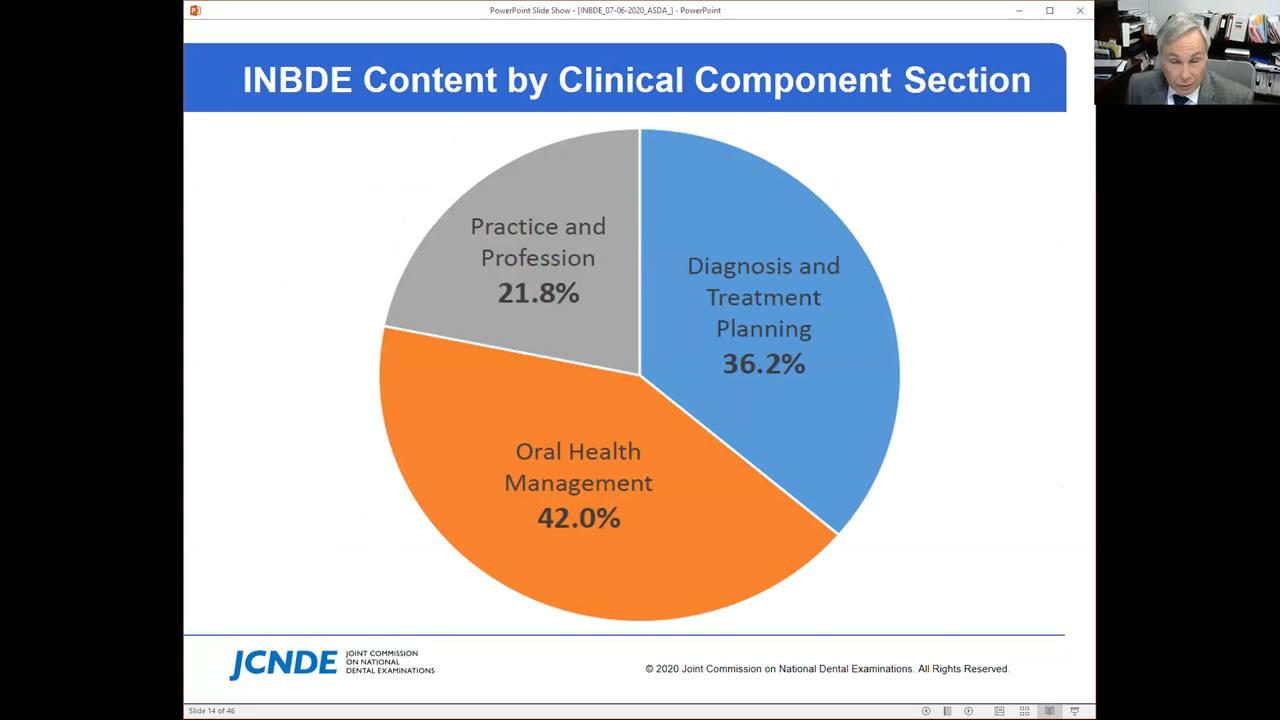 PowerPoint Slide Show - [INBDE_07-06-2020_ASDA_] - PowerPoint
INBDE Content by Clinical Component Section
Practice and
Profession
21.8%
Diagnosis and
Treatment
Planning
36.2%
Oral Health
Management
42.0%
JCNDE
JOINT COMMISSION
ON NATIONAL
DENTAL EXAMINATIONS
© 2020 Joint Commission on National Dental Examinations. All Rights Reserved.
Slide 14 of 46